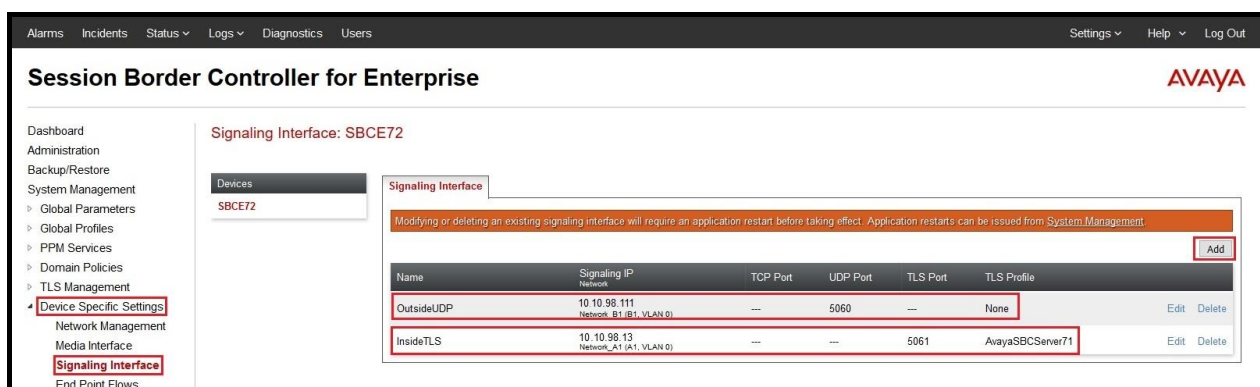 Alarms Incidents Status Logs Diagnostics Users Settings Help Log Out
Session Border Controller for Enterprise
AVAYA
Dashboard
Administration
Backup/Restore
System Management
Global Parameters
Global Profiles
PPM Services
Domain Policies
TLS Management
Device Specific Settings
Network Management
Media Interface
Signaling Interface
End Point Flows
Signaling Interface: SBCE72
Devices
SBCE72
Signaling Interface
Modifying or deleting an existing signaling interface will require an application restart before taking effect. Application restarts can be issued from System Management.
Add
Name Signaling IP Network TCP Port UDP Port TLS Port TLS Profile
OutsideUDP 10.10.98.111 Network_B1 (B1, VLAN 0) --- 5060 --- None Edit Delete
InsideTLS 10.10.98.13 Network_A1 (A1, VLAN 0) --- --- 5061 AvayaSBCServer71 Edit Delete